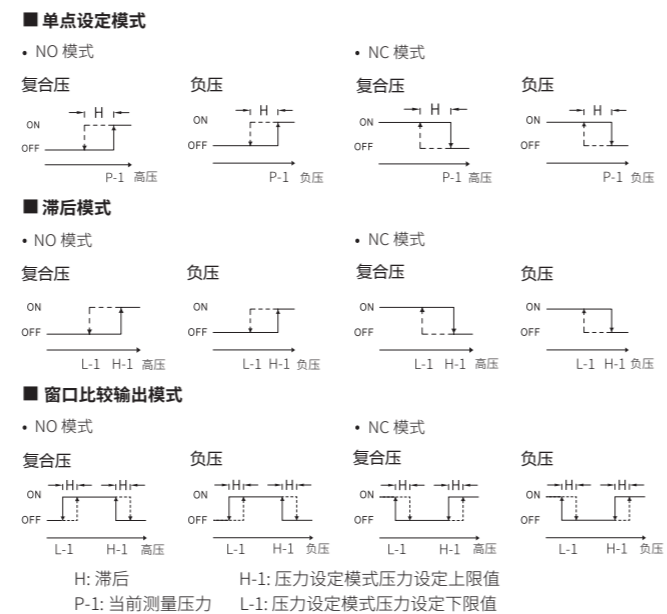 ■ 单点设定模式
• NO 模式 • NC 模式
复合压 负压 复合压 负压
H H H H
ON ON ON ON
OFF OFF OFF OFF
P-1 高压 P-1 负压 P-1 高压 P-1 负压
■ 滞后模式
• NO 模式 • NC 模式
复合压 负压 复合压 负压
ON ON ON ON
OFF OFF OFF OFF
L-1 H-1 高压 L-1 H-1 负压 L-1 H-1 高压 L-1 H-1 负压
■ 窗口比较输出模式
• NO 模式 • NC 模式
复合压 负压 复合压 负压
H H H H H H H H
ON ON ON ON
OFF OFF OFF OFF
L-1 H-1 高压 L-1 H-1 负压 L-1 H-1 高压 L-1 H-1 负压
H: 滞后 H-1: 压力设定模式压力设定上限值
P-1: 当前测量压力 L-1: 压力设定模式压力设定下限值